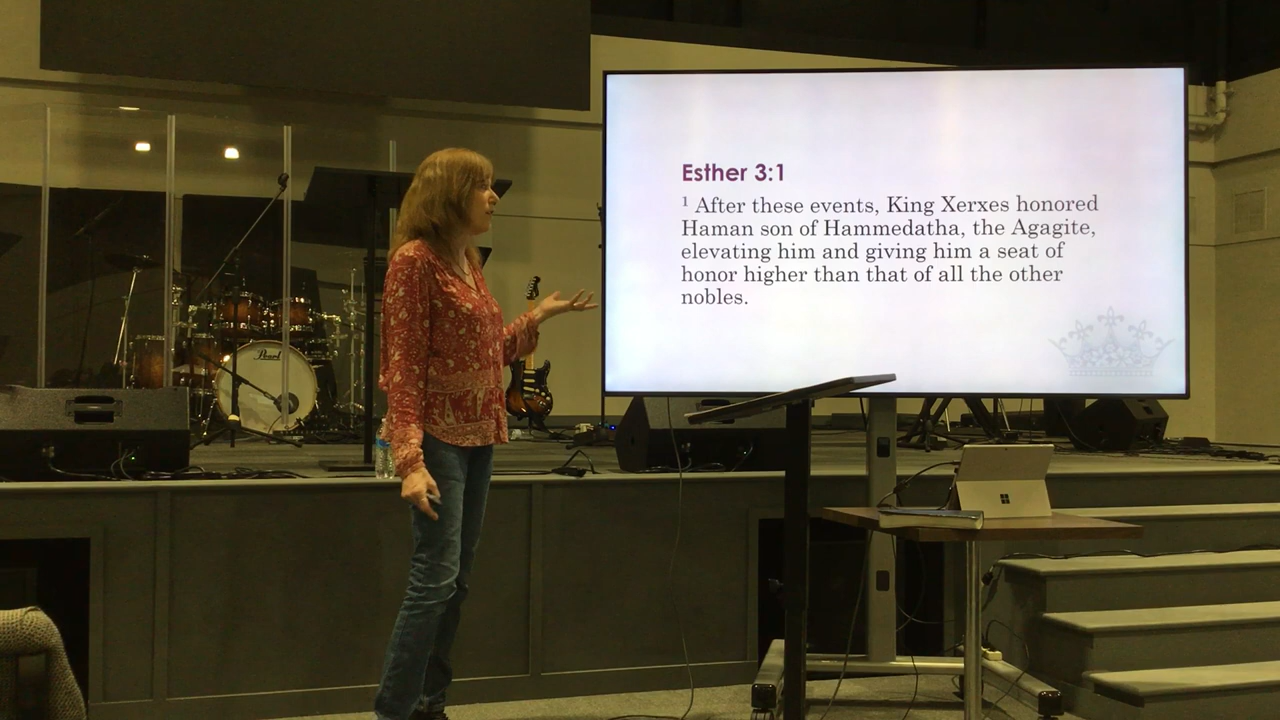 Esther 3:1
1 After these events, King Xerxes honored
Haman son of Hammedatha, the Agagite,
elevating him and giving him a seat of
honor higher than that of all the other
nobles.
Pearl